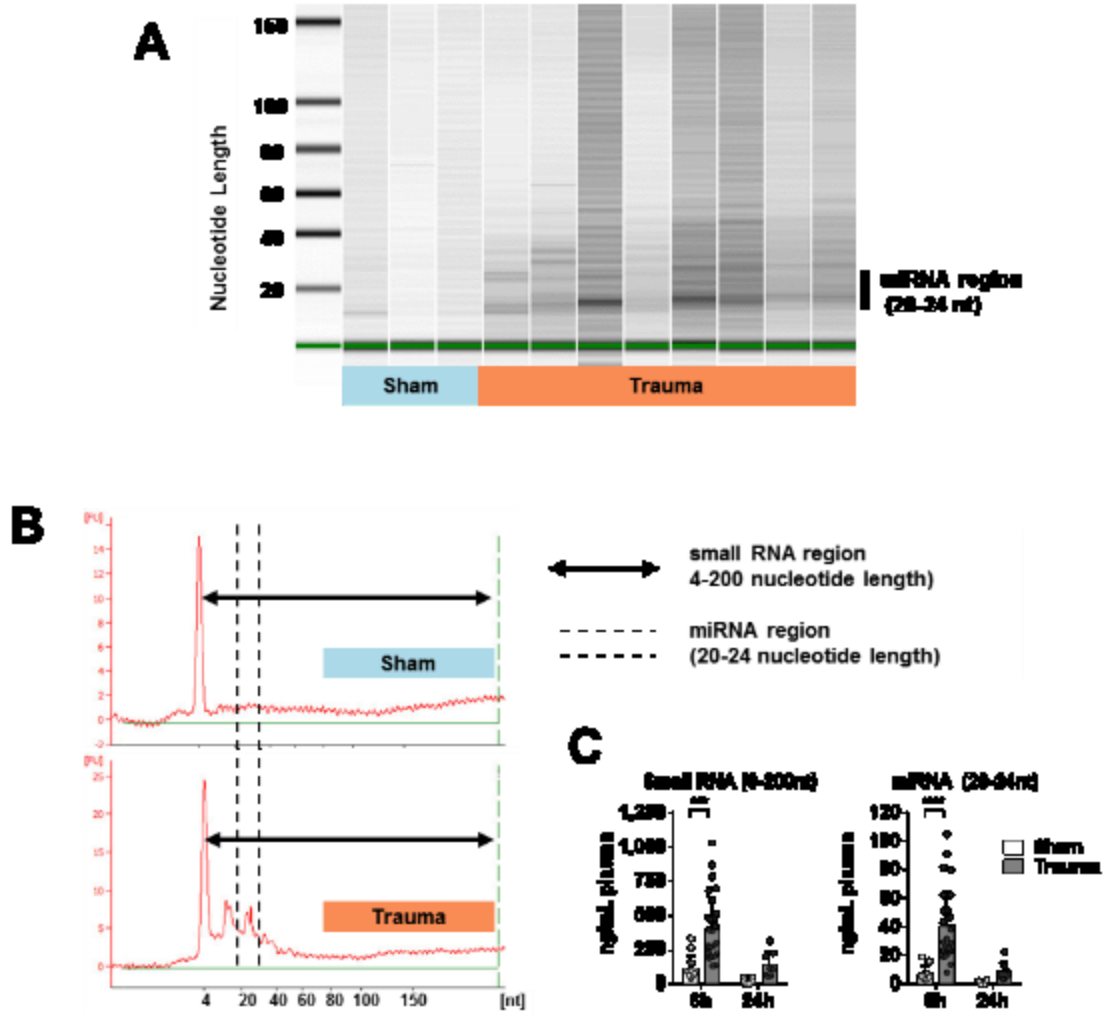 A
150
100
80
60
40
20
Nucleotide Length
miRNA region
(20-24 nt)
Sham
Trauma
B
[FU]
14
12
10
8
6
4
2
0
-2
Sham
small RNA region
4-200 nucleotide length)
miRNA region
(20-24 nucleotide length)
[FU]
25
20
15
10
5
0
Trauma
4
20
40
60
80
100
150
[nt]
C
Small RNA (6-200nt)
ng/mL plasma
1,250
1,000
750
500
250
0
6h
24h
miRNA (20-24nt)
ng/mL plasma
120
100
80
60
40
20
0
6h
24h
Sham
Trauma